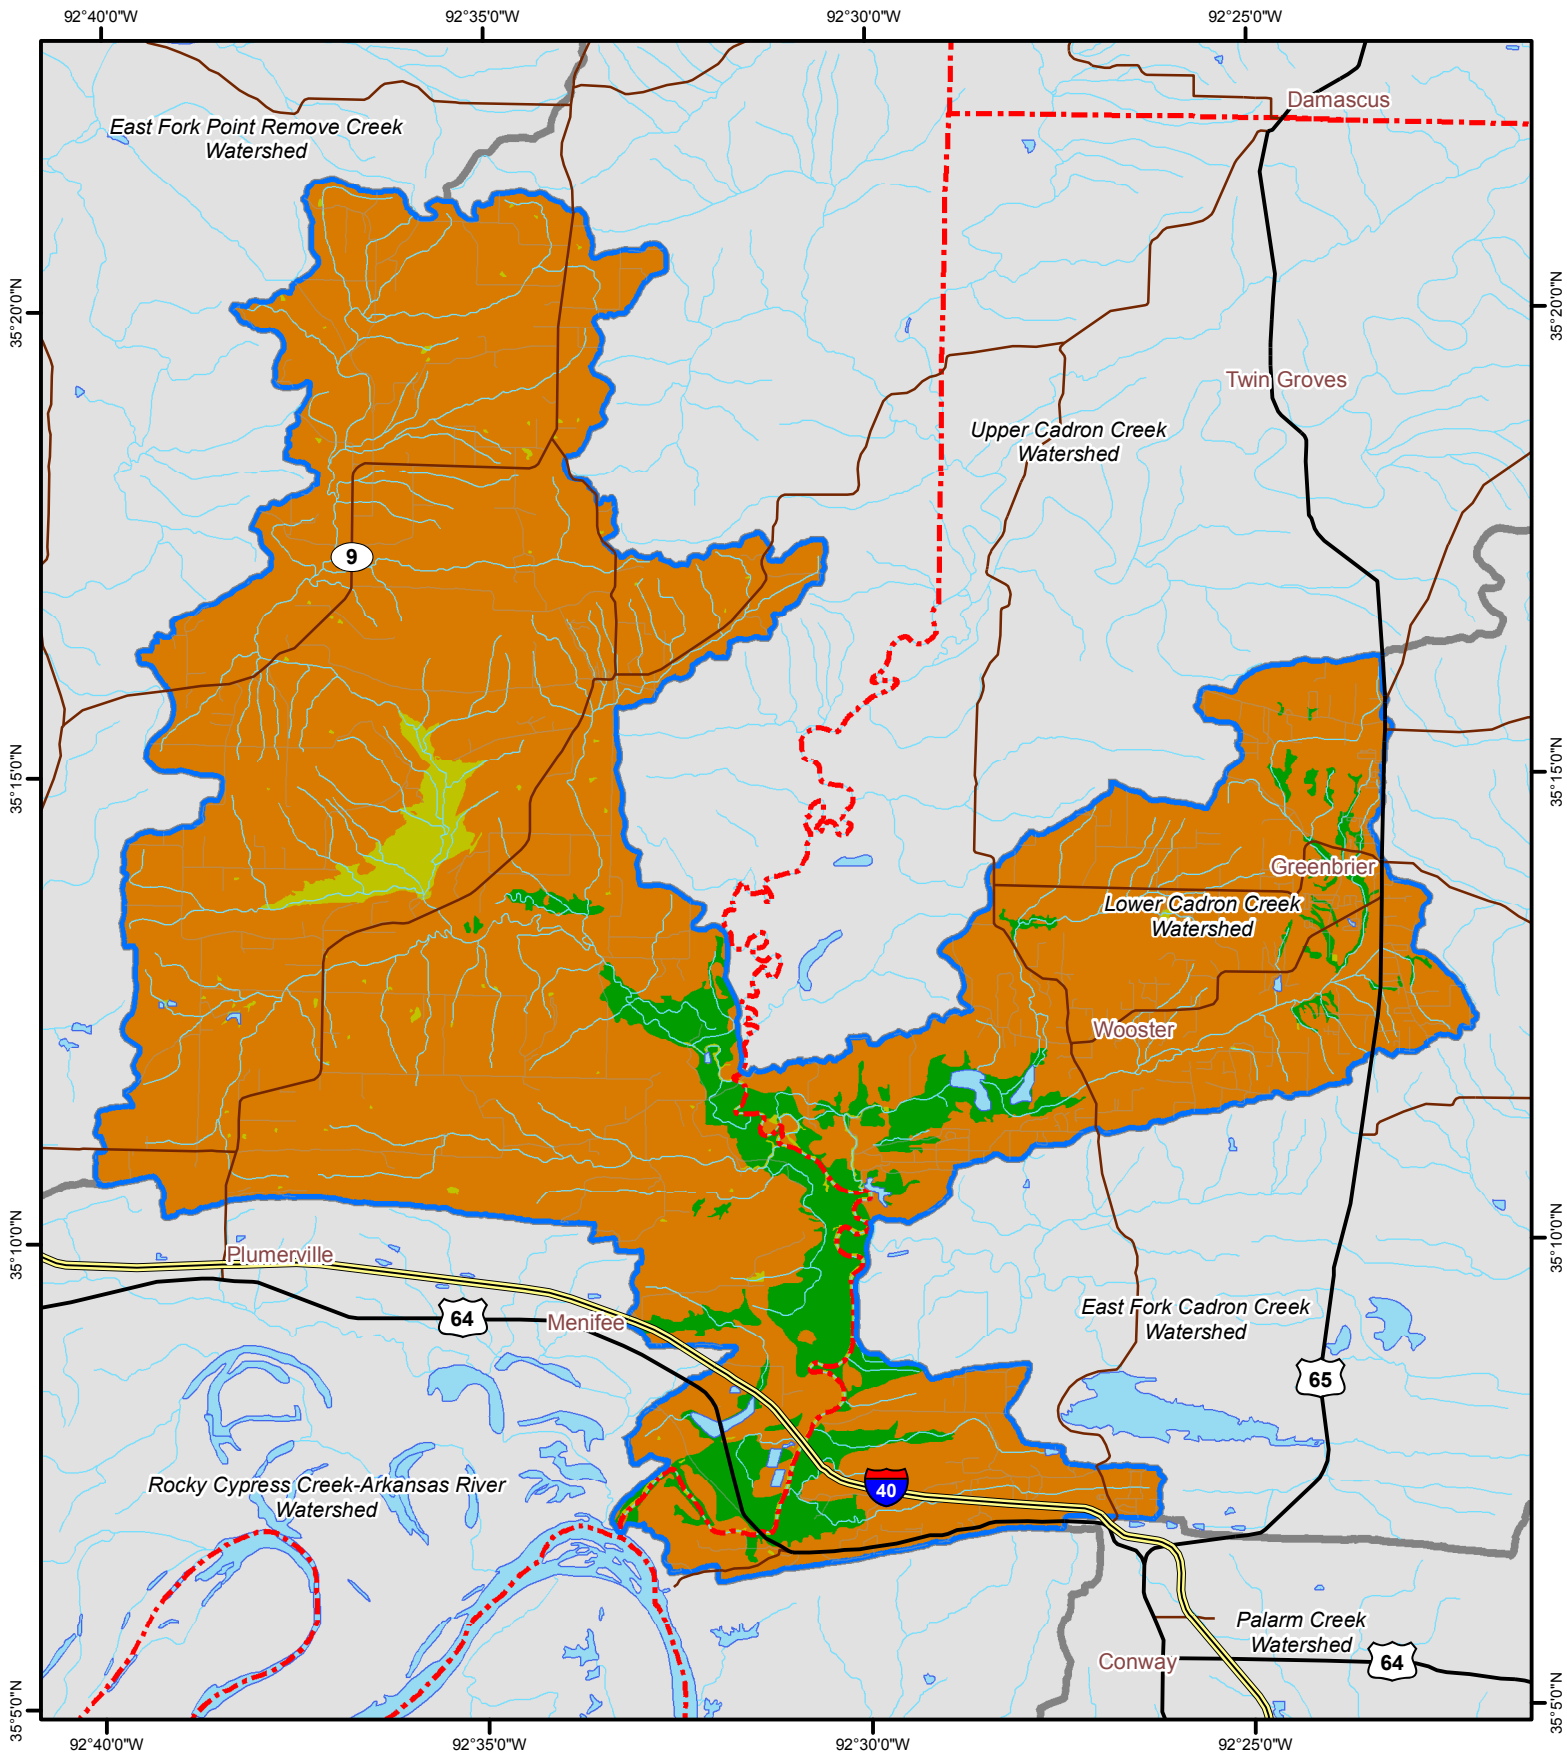 92°40'0"W
92°35'0"W
92°30'0"W
92°25'0"W
Damascus
East Fork Point Remove Creek
Watershed
35°20'0"N
35°20'0"N
Twin Groves
Upper Cadron Creek
Watershed
9
35°15'0"N
35°15'0"N
Greenbrier
Lower Cadron Creek
Watershed
Wooster
35°10'0"N
35°10'0"N
Plumerville
64
Menifee
East Fork Cadron Creek
Watershed
65
Rocky Cypress Creek-Arkansas River
Watershed
40
Palarm Creek
Watershed
Conway
64
35°5'0"N
35°5'0"N
92°40'0"W
92°35'0"W
92°30'0"W
92°25'0"W